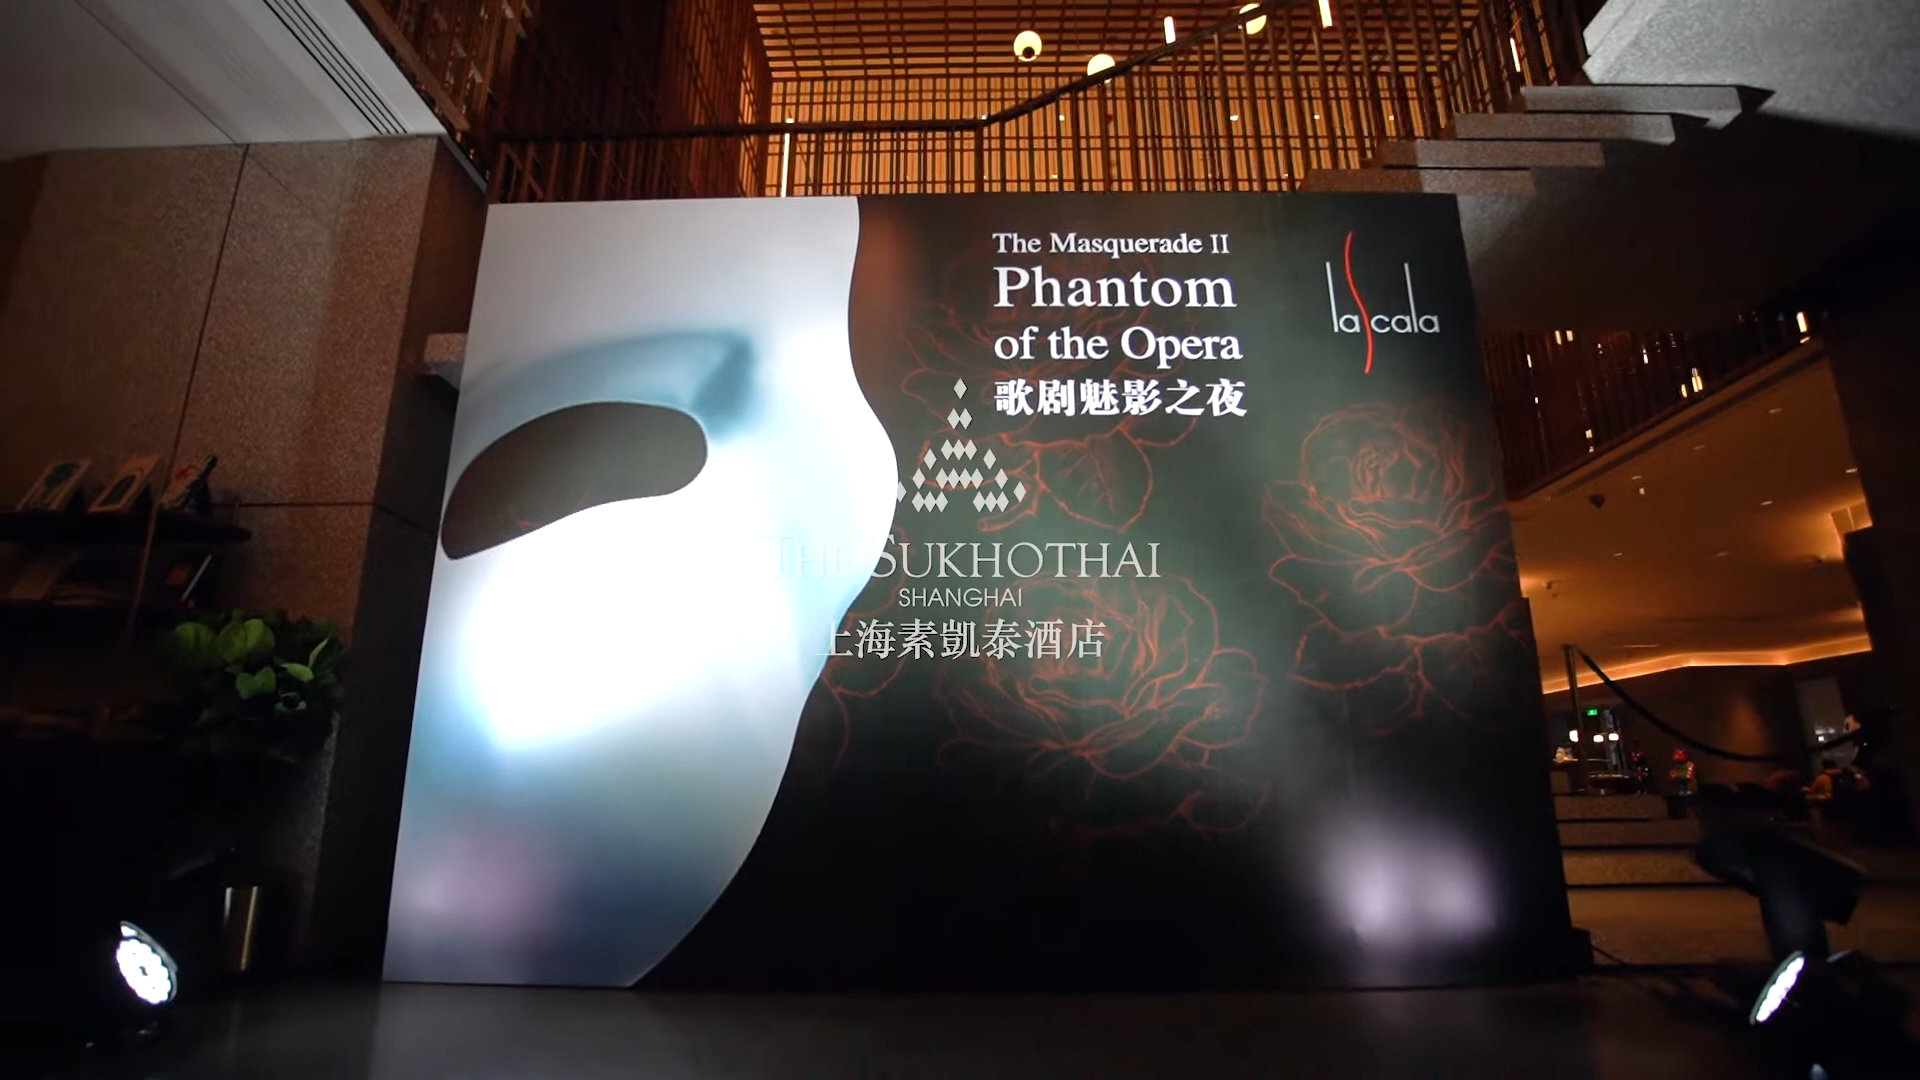 The Masquerade II
Phantom
of the Opera
歌剧魅影之夜
la Scala
THE SUKHOTHAI
SHANGHAI
上海素凱泰酒店